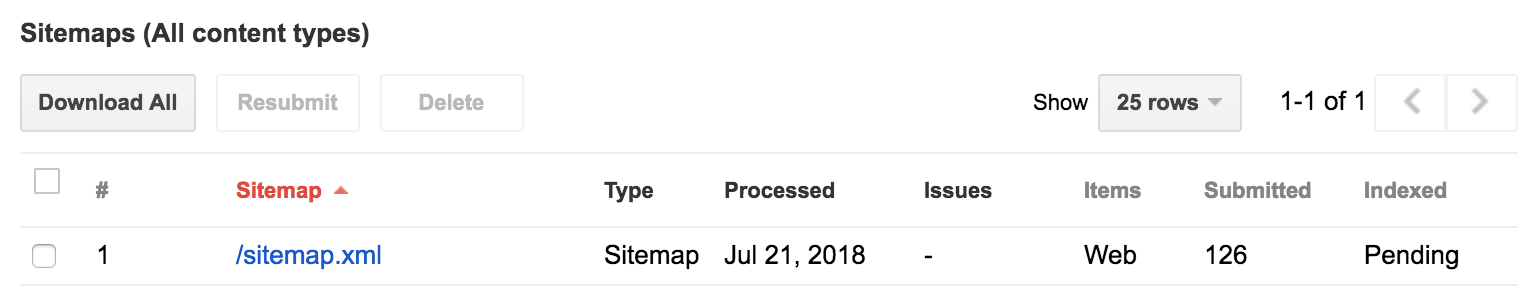 Sitemaps (All content types)
Download All Resubmit Delete Show 25 rows 1-1 of 1
# Sitemap Type Processed Issues Items Submitted Indexed
1 /sitemap.xml Sitemap Jul 21, 2018 - Web 126 Pending